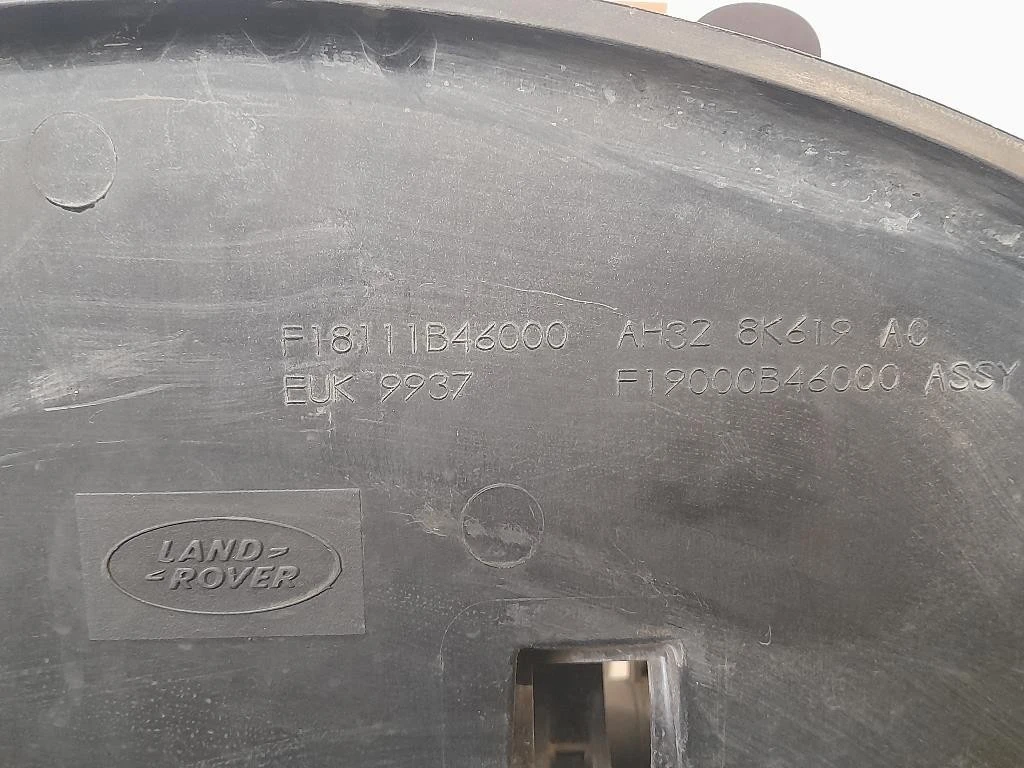 F18111B46000 AH32 8K619 AC
EUK 9937 F19000B46000 ASSY
LAND-
-ROVER